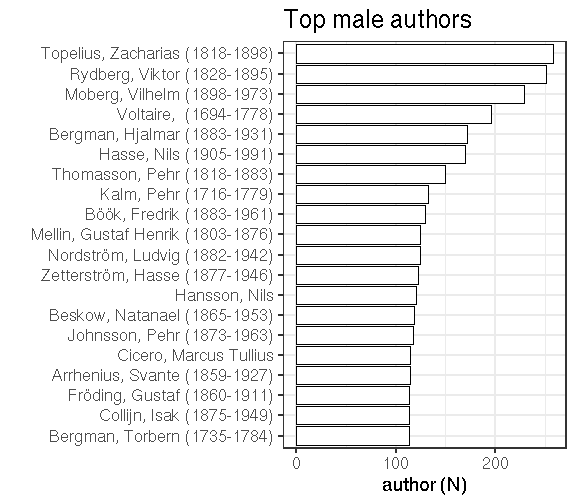 Top male authors
Topelius, Zacharias (1818-1898)
Rydberg, Viktor (1828-1895)
Moberg, Vilhelm (1898-1973)
Voltaire,  (1694-1778)
Bergman, Hjalmar (1883-1931)
Hasse, Nils (1905-1991)
Thomasson, Pehr (1818-1883)
Kalm, Pehr (1716-1779)
Böök, Fredrik (1883-1961)
Mellin, Gustaf Henrik (1803-1876)
Nordström, Ludvig (1882-1942)
Zetterström, Hasse (1877-1946)
Hansson, Nils
Beskow, Natanael (1865-1953)
Johnsson, Pehr (1873-1963)
Cicero, Marcus Tullius
Arrhenius, Svante (1859-1927)
Fröding, Gustaf (1860-1911)
Collijn, Isak (1875-1949)
Bergman, Torbern (1735-1784)
0 100 200
author (N)